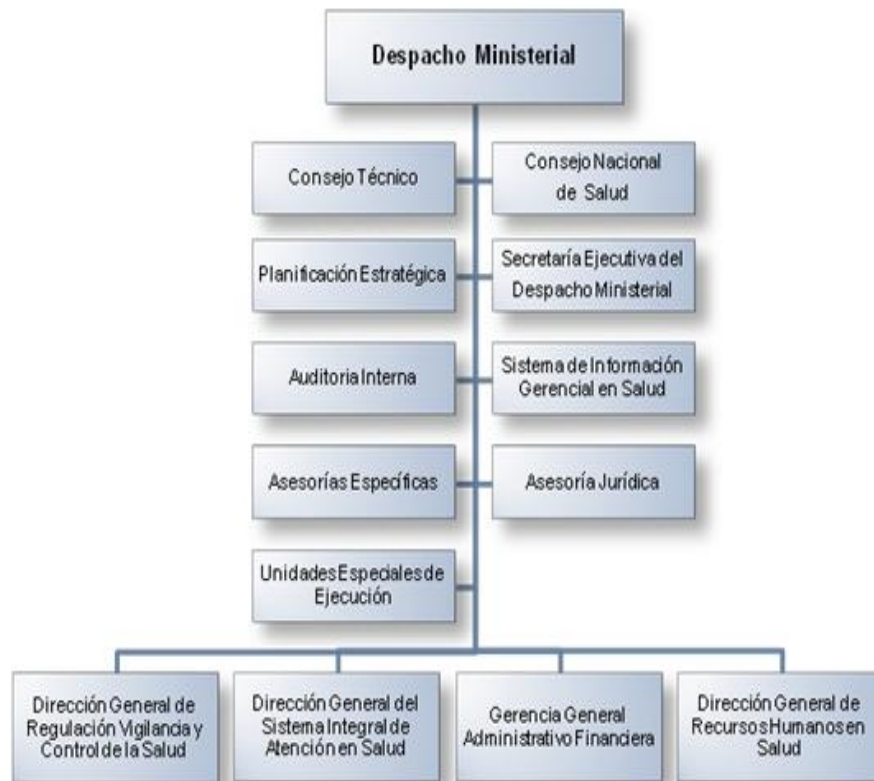 Despacho Ministerial
Consejo Técnico
Consejo Nacional
de Salud
Planificación Estratégica
Secretaría Ejecutiva del
Despacho Ministerial
Auditoria Interna
Sistema de Información
Gerencial en Salud
Asesorías Específicas
Asesoría Jurídica
Unidades Especiales de
Ejecución
Dirección General de
Regulación Vigilancia y
Control de la Salud
Dirección General del
Sistema Integral de
Atención en Salud
Gerencia General
Administrativo Financiera
Dirección General de
Recursos Humanos en
Salud